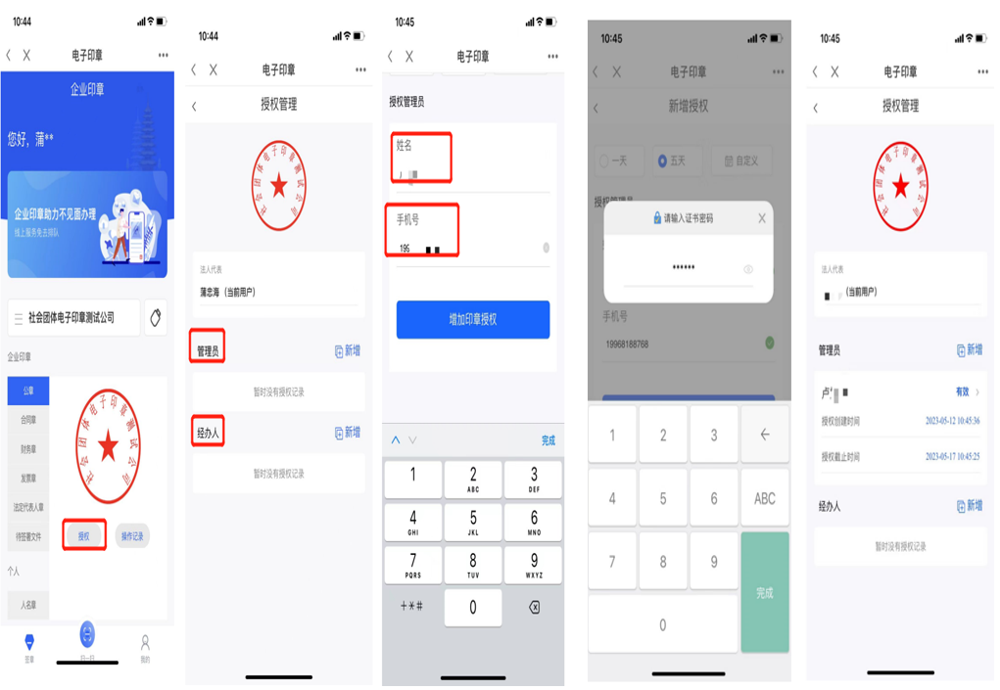 10:44
电子印章
企业印章
您好，蒲**
企业印章助力不见面办理
线上服务免去排队
社会团体电子印章测试公司
企业印章
公章
合同章
财务章
发票章
法定代表人章
待签署文件
社会团体电子印章测试公司
授权
操作记录
个人
人名章
签章
扫一扫
我的
10:44
电子印章
授权管理
社会团体电子印章测试公司
法人代表
蒲忠海（当前用户）
管理员
新增
暂时没有授权记录
经办人
新增
暂时没有授权记录
10:45
电子印章
授权管理员
姓名
手机号
195
增加印章授权
完成
1
2
3
ABC
DEF
4
5
6
GHI
JKL
MNO
7
8
9
PQRS
TUV
WXYZ
+*#
0
10:45
电子印章
新增授权
一天
五天
自定义
授权管理员
请输入证书密码
••••••
手机号
19968188768
1
2
3
←
4
5
6
ABC
7
8
9
完成
0
10:45
电子印章
授权管理
社会团体电子印章测试公司
法人代表
（当前用户）
管理员
新增
卢
有效
授权创建时间
2023-05-12 10:45:36
授权截止时间
2023-05-17 10:45:25
经办人
新增
暂时没有授权记录